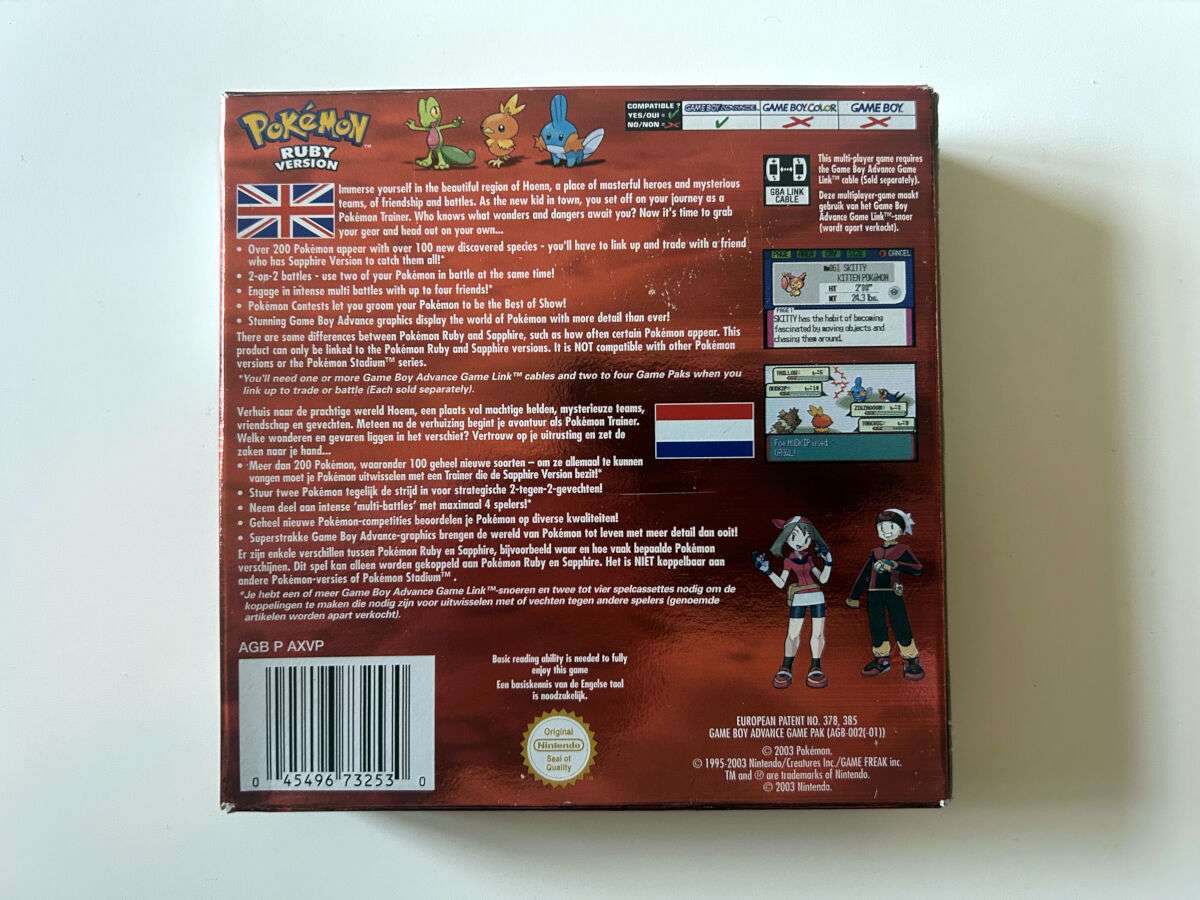 Pokémon™
RUBY
VERSION
COMPATIBLE ?
YES/OUI =
NO/NON =
GAME BOY ADVANCE
GAME BOY COLOR
GAME BOY
GBA LINK
CABLE
This multi-player game requires
the Game Boy Advance Game
Link™ cable (Sold separately).
Deze multiplayer-game maakt
gebruik van het Game Boy
Advance Game Link™-snoer
(wordt apart verkocht).
Immerse yourself in the beautiful region of Hoenn, a place of masterful heroes and mysterious
teams, of friendship and battles. As the new kid in town, you set off on your journey as a
Pokémon Trainer. Who knows what wonders and dangers await you? Now it's time to grab
your gear and head out on your own...
• Over 200 Pokémon appear with over 100 new discovered species - you'll have to link up and trade with a friend
who has Sapphire Version to catch them all!*
• 2-on-2 battles - use two of your Pokémon in battle at the same time!
• Engage in intense multi battles with up to four friends!*
• Pokémon Contests let you groom your Pokémon to be the Best of Show!
• Stunning Game Boy Advance graphics display the world of Pokémon with more detail than ever!
There are some differences between Pokémon Ruby and Sapphire, such as how often certain Pokémon appear. This
product can only be linked to the Pokémon Ruby and Sapphire versions. It is NOT compatible with other Pokémon
versions or the Pokémon Stadium™ series.
*You'll need one or more Game Boy Advance Game Link™ cables and two to four Game Paks when you
link up to trade or battle (Each sold separately).
PAGE AREA CRY SIZE CANCEL
No061 SKITTY
KITTEN POKéMON
HT 2'00"
WT 24.3 lbs.
PAGE1
SKITTY has the habit of becoming
fascinated by moving objects and
chasing them around.
Verhuis naar de prachtige wereld Hoenn, een plaats vol machtige helden, mysterieuze teams,
vriendschap en gevechten. Meteen na de verhuizing begint je avontuur als Pokémon Trainer.
Welke wonderen en gevaren liggen in het verschiet? Vertrouw op je uitrusting en zet de
zaken naar je hand...
• Meer dan 200 Pokémon, waaronder 100 geheel nieuwe soorten – om ze allemaal te kunnen
vangen moet je Pokémon uitwisselen met een Trainer die de Sapphire Version bezit!*
• Stuur twee Pokémon tegelijk de strijd in voor strategische 2-tegen-2-gevechten!
• Neem deel aan intense 'multi-battles' met maximaal 4 spelers!*
• Geheel nieuwe Pokémon-competities beoordelen je Pokémon op diverse kwaliteiten!
• Superstrakke Game Boy Advance-graphics brengen de wereld van Pokémon tot leven met meer detail dan ooit!
Er zijn enkele verschillen tussen Pokémon Ruby en Sapphire, bijvoorbeeld waar en hoe vaak bepaalde Pokémon
verschijnen. Dit spel kan alleen worden gekoppeld aan Pokémon Ruby en Sapphire. Het is NIET koppelbaar aan
andere Pokémon-versies of Pokémon Stadium™ .
*Je hebt een of meer Game Boy Advance Game Link™-snoeren en twee tot vier spelcassettes nodig om de
koppelingen te maken die nodig zijn voor uitwisselen met of vechten tegen andere spelers (genoemde
artikelen worden apart verkocht).
TAILLOW
MUDKIP
ZIGZAGOON
TORCHIC
Foe MUDKIP used
AGB P AXVP
0 45496 73253 0
Basic reading ability is needed to fully
enjoy this game
Een basiskennis van de Engelse taal
is noodzakelijk.
Original
Nintendo
Seal of
Quality
EUROPEAN PATENT NO. 378, 385
GAME BOY ADVANCE GAME PAK (AGB-002(-01))
© 2003 Pokémon.
© 1995-2003 Nintendo/Creatures Inc./GAME FREAK inc.
TM and ® are trademarks of Nintendo.
© 2003 Nintendo.